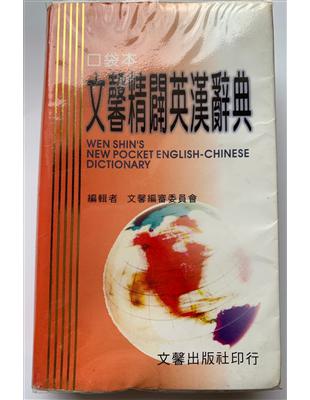 口袋本
文馨精闢英漢辭典
WEN SHIN'S
NEW POCKET ENGLISH-CHINESE
DICTIONARY
編輯者 文馨編審委員會
文馨出版社印行